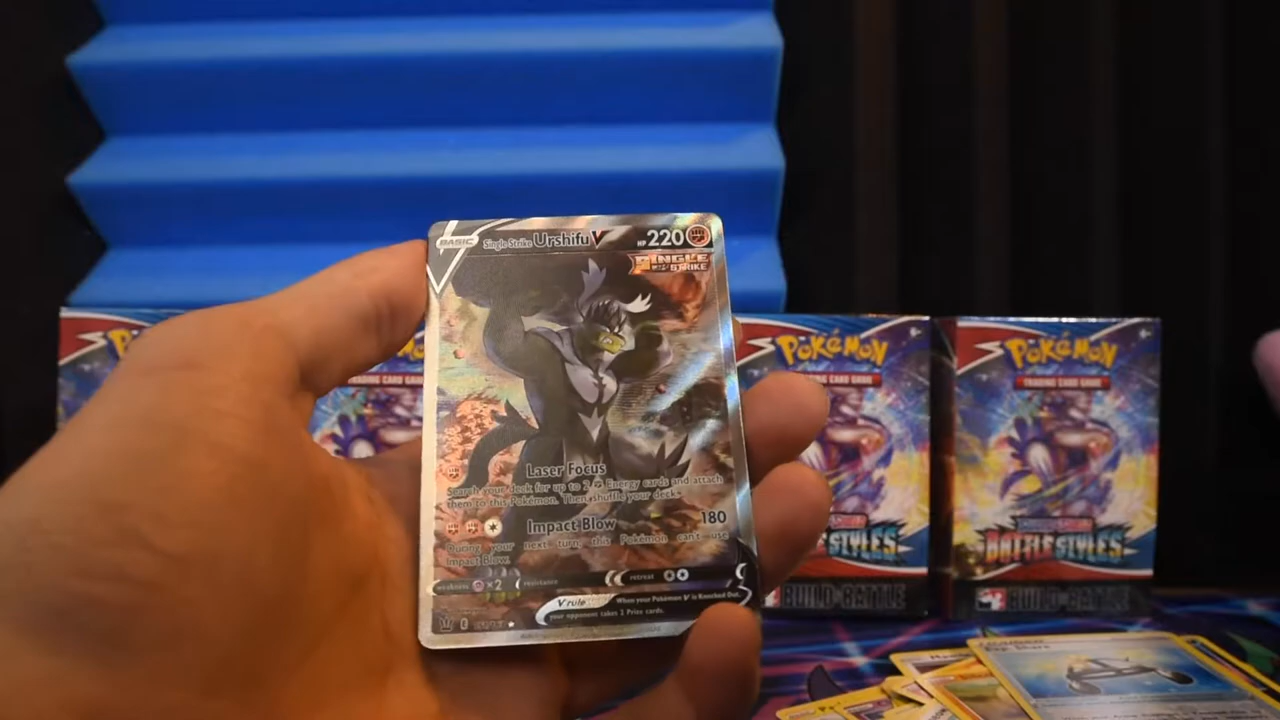 BASIC Single Strike Urshifu V HP 220
SINGLE STRIKE
Laser Focus
Search your deck for up to 2 Energy cards and attach
them to this Pokémon. Then, shuffle your deck.
Impact Blow 180
During your next turn, this Pokémon can't use
Impact Blow.
weakness ×2 resistance retreat
V rule When your Pokémon V is Knocked Out,
your opponent takes 2 Prize cards.
POKÉMON
TRADING CARD GAME
STYLES
BUILD & BATTLE
POKÉMON
TRADING CARD GAME
BATTLE STYLES
BUILD & BATTLE
Exp. Share